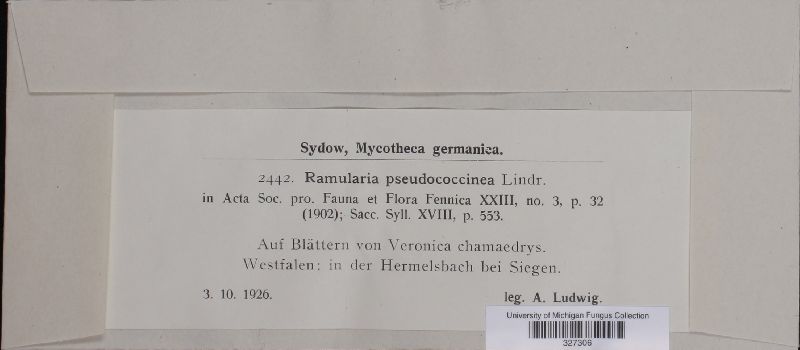 Sydow, Mycotheca germanica.
2442. Ramularia pseudococcinea Lindr.
in Acta Soc. pro. Fauna et Flora Fennica XXIII, no. 3, p. 32
(1902); Sacc. Syll. XVIII, p. 553.
Auf Blättern von Veronica chamaedrys.
Westfalen: in der Hermelsbach bei Siegen.
3. 10. 1926. leg. A. Ludwig.
University of Michigan Fungus Collection
327306